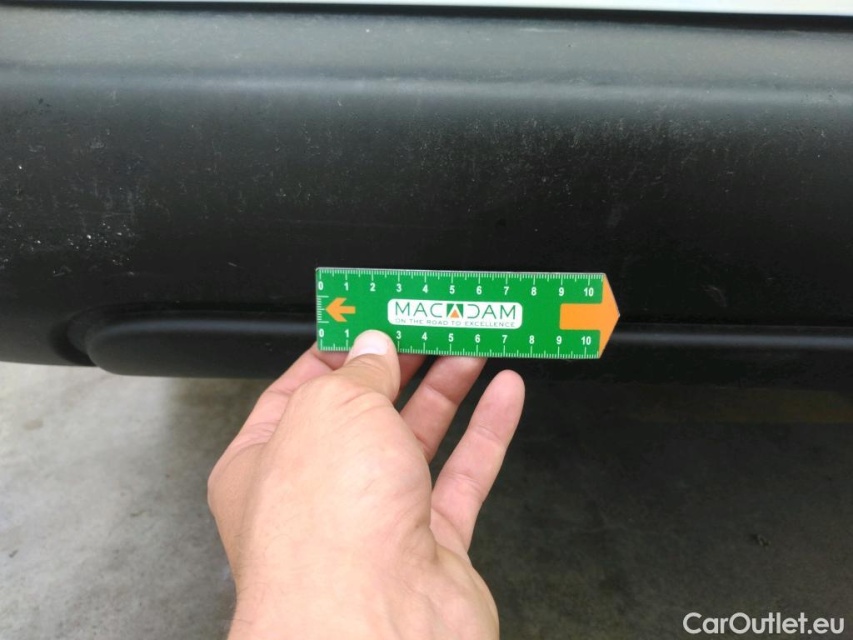 0 1 2 3 4 5 6 7 8 9 10
MACADAM
ON THE ROAD TO EXCELLENCE
0 1 3 4 5 6 7 8 9 10
CarOutlet.eu